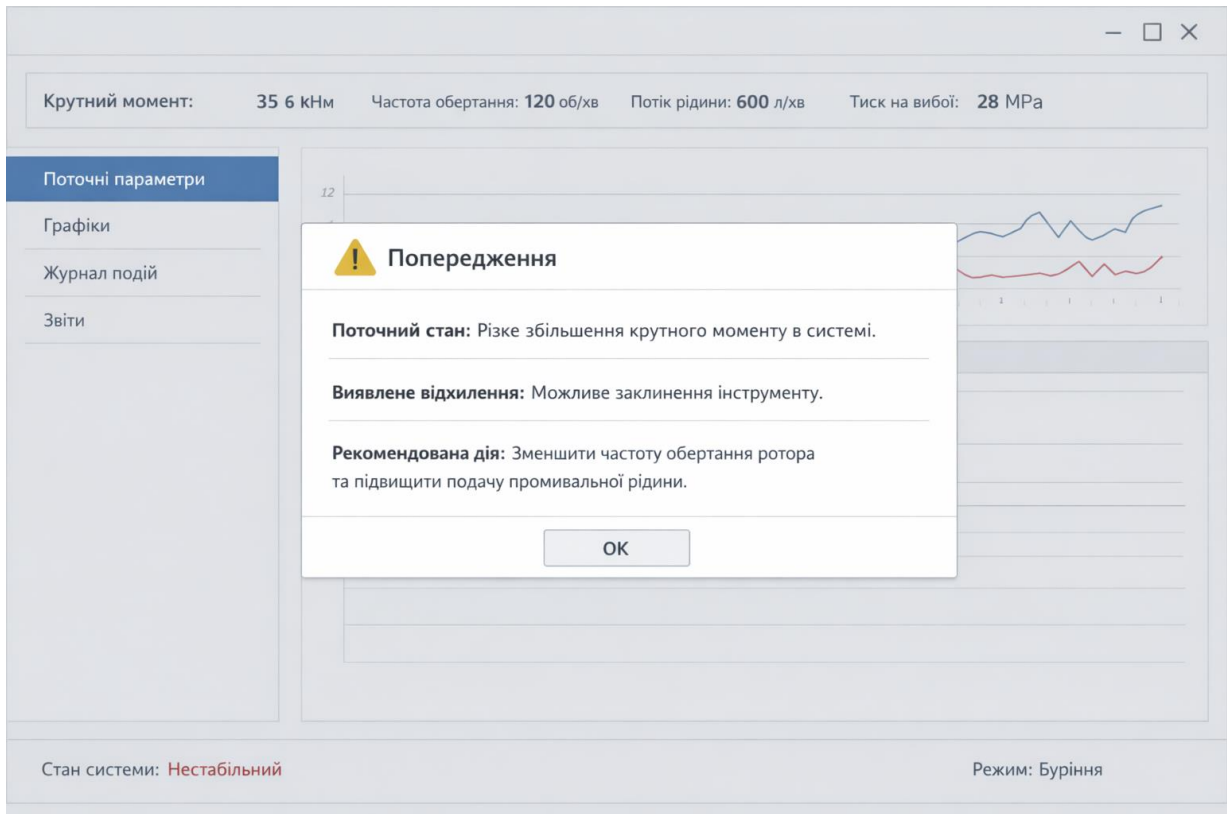 Крутний момент: 35 6 кНм Частота обертання: 120 об/хв Потік рідини: 600 л/хв Тиск на вибої: 28 MPa
Поточні параметри
Графіки
Журнал подій
Звіти
12
Попередження
Поточний стан: Різке збільшення крутного моменту в системі.
Виявлене відхилення: Можливе заклинення інструменту.
Рекомендована дія: Зменшити частоту обертання ротора
та підвищити подачу промивальної рідини.
ОК
Стан системи: Нестабільний Режим: Буріння